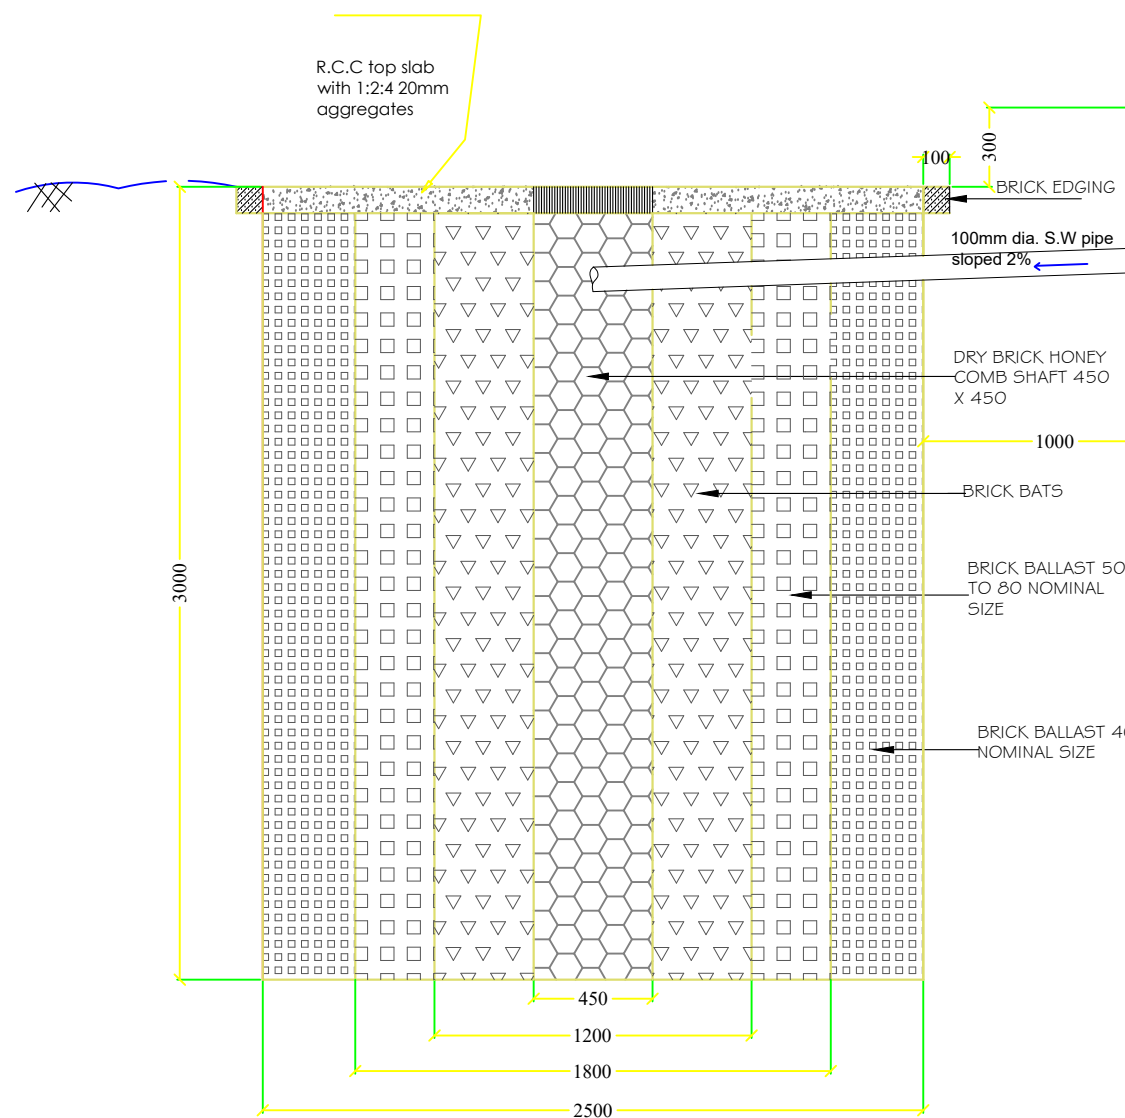 R.C.C top slab
with 1:2:4 20mm
aggregates
300
100
BRICK EDGING
100mm dia. S.W pipe
sloped 2%
DRY BRICK HONEY
COMB SHAFT 450
X 450
1000
BRICK BATS
3000
BRICK BALLAST 50
TO 80 NOMINAL
SIZE
BRICK BALLAST 40
NOMINAL SIZE
450
1200
1800
2500